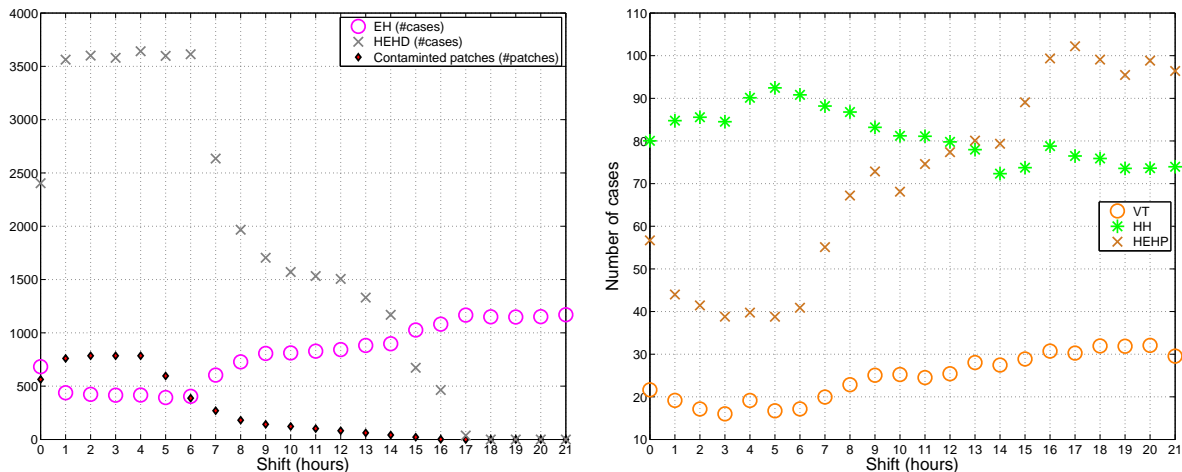 EH (#cases)
HEHD (#cases)
Contaminted patches (#patches)
4000
3500
3000
2500
2000
1500
1000
500
0
0 1 2 3 4 5 6 7 8 9 10 11 12 13 14 15 16 17 18 19 20 21
Shift (hours)
Number of cases
110
100
90
80
70
60
50
40
30
20
10
VT
HH
HEHP
0 1 2 3 4 5 6 7 8 9 10 11 12 13 14 15 16 17 18 19 20 21
Shift (hours)